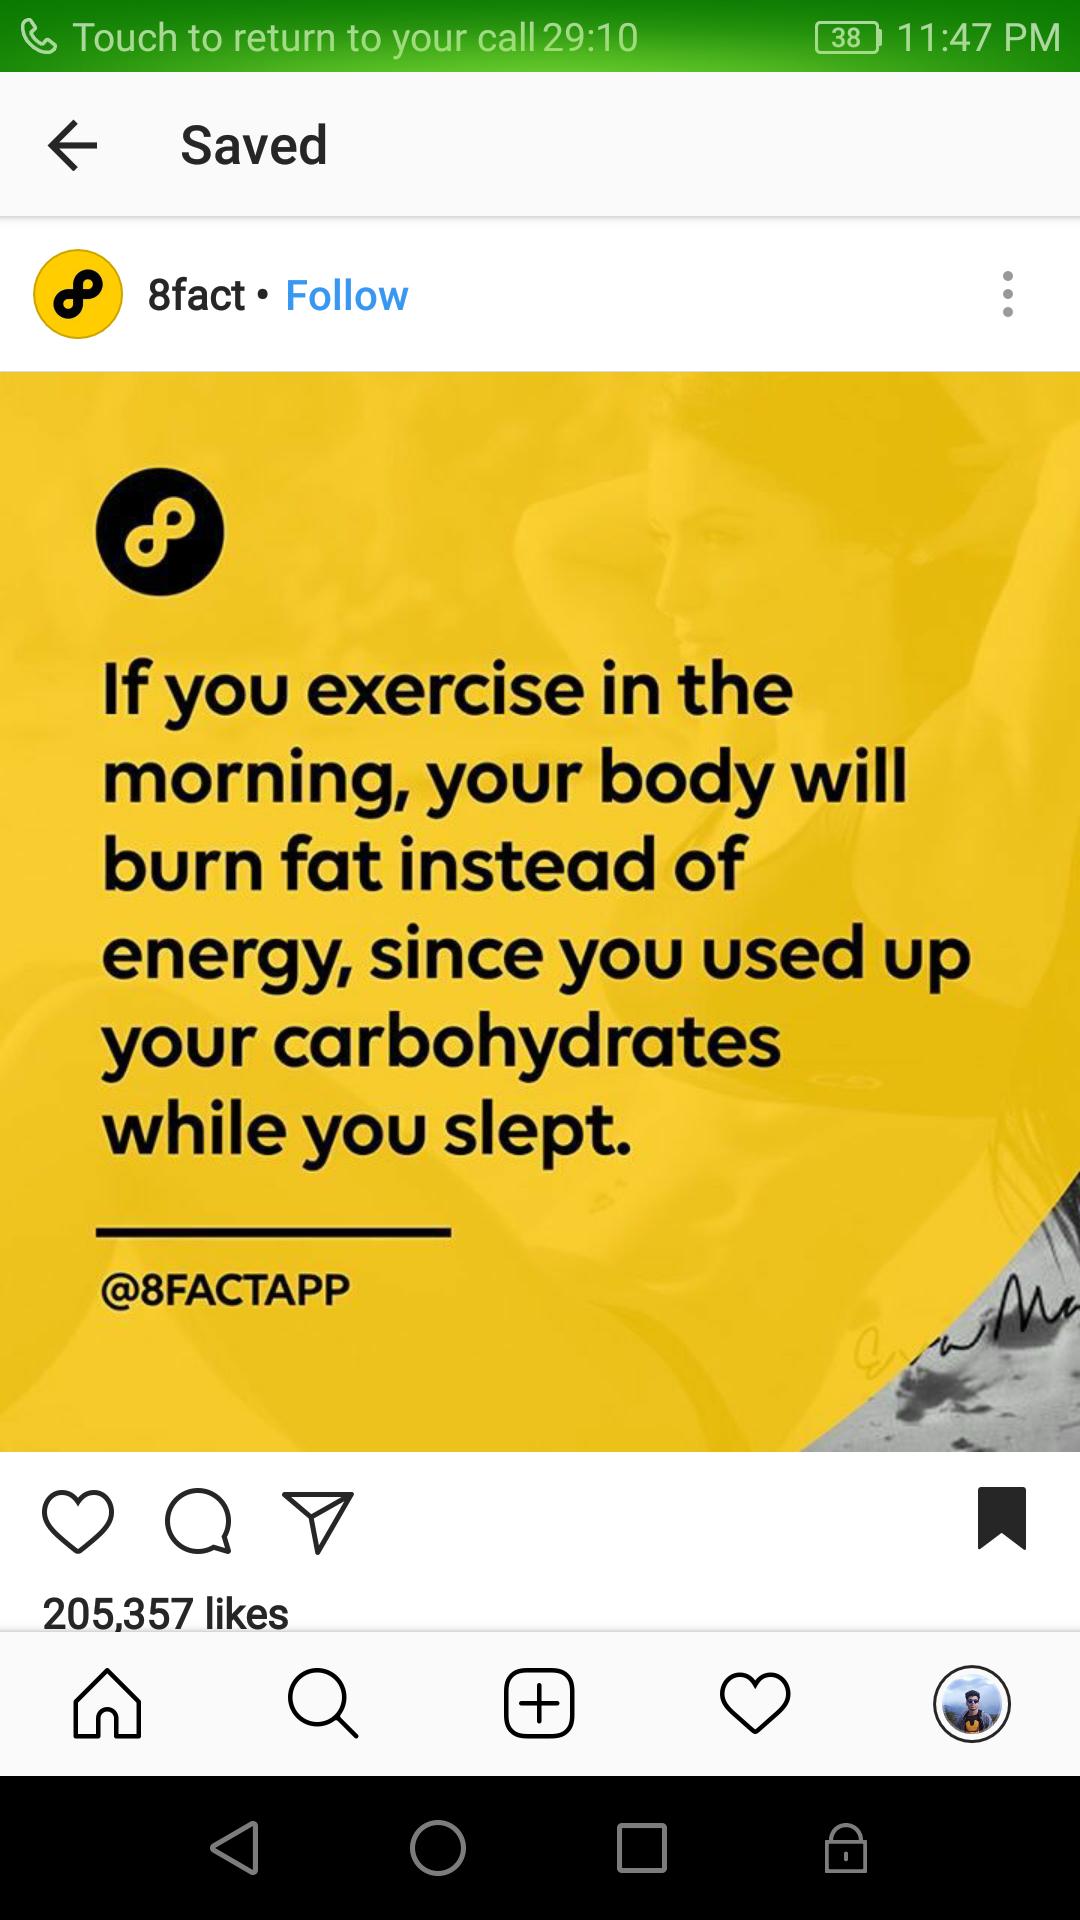 Touch to return to your call 29:10 38 11:47 PM
Saved
8fact • Follow
If you exercise in the
morning, your body will
burn fat instead of
energy, since you used up
your carbohydrates
while you slept.
@8FACTAPP
205,357 likes